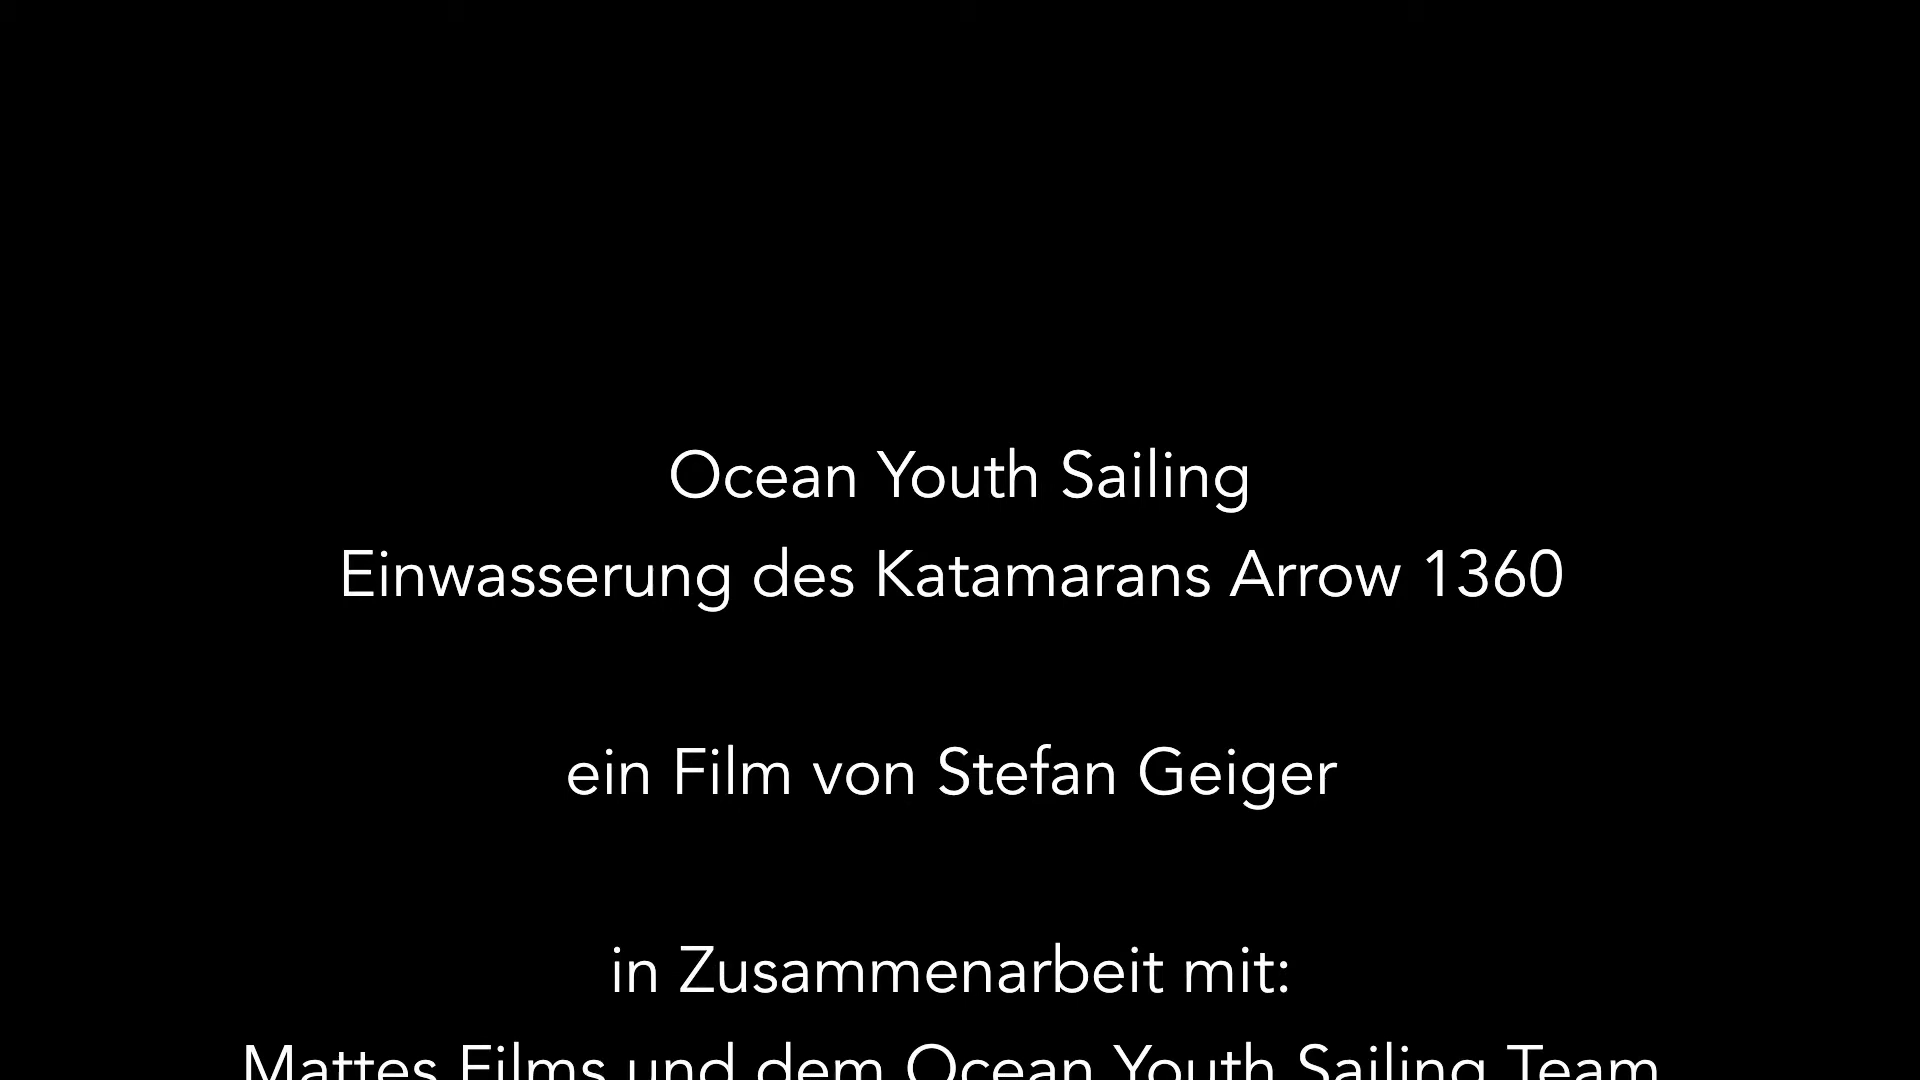 Ocean Youth Sailing
Einwasserung des Katamarans Arrow 1360
ein Film von Stefan Geiger
in Zusammenarbeit mit:
Mattes Films und dem Ocean Youth Sailing Team